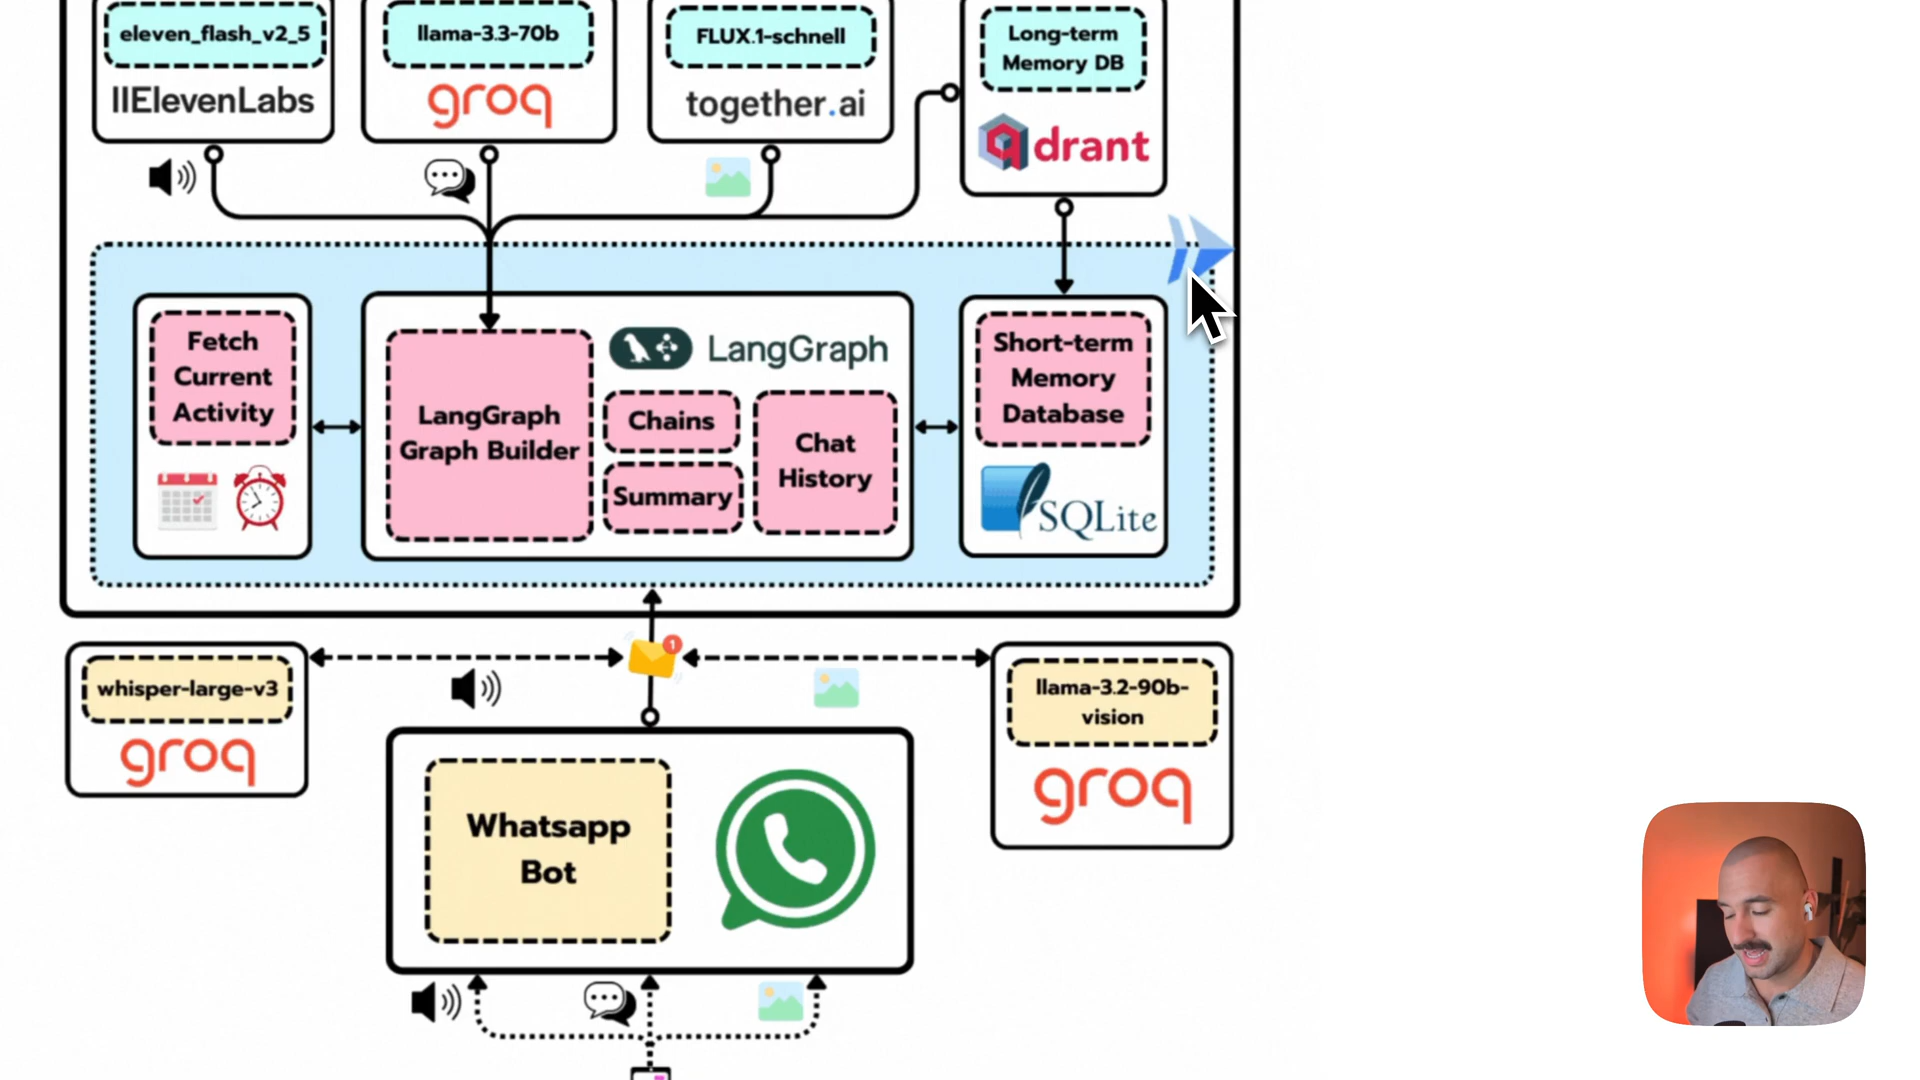 eleven_flash_v2_5
IIElevenLabs
llama-3.3-70b
groq
FLUX.1-schnell
together.ai
Long-term
Memory DB
qdrant
Fetch
Current
Activity
LangGraph
Graph Builder
LangGraph
Chains
Summary
Chat
History
Short-term
Memory
Database
SQLite
1
whisper-large-v3
groq
llama-3.2-90b-
vision
groq
Whatsapp
Bot